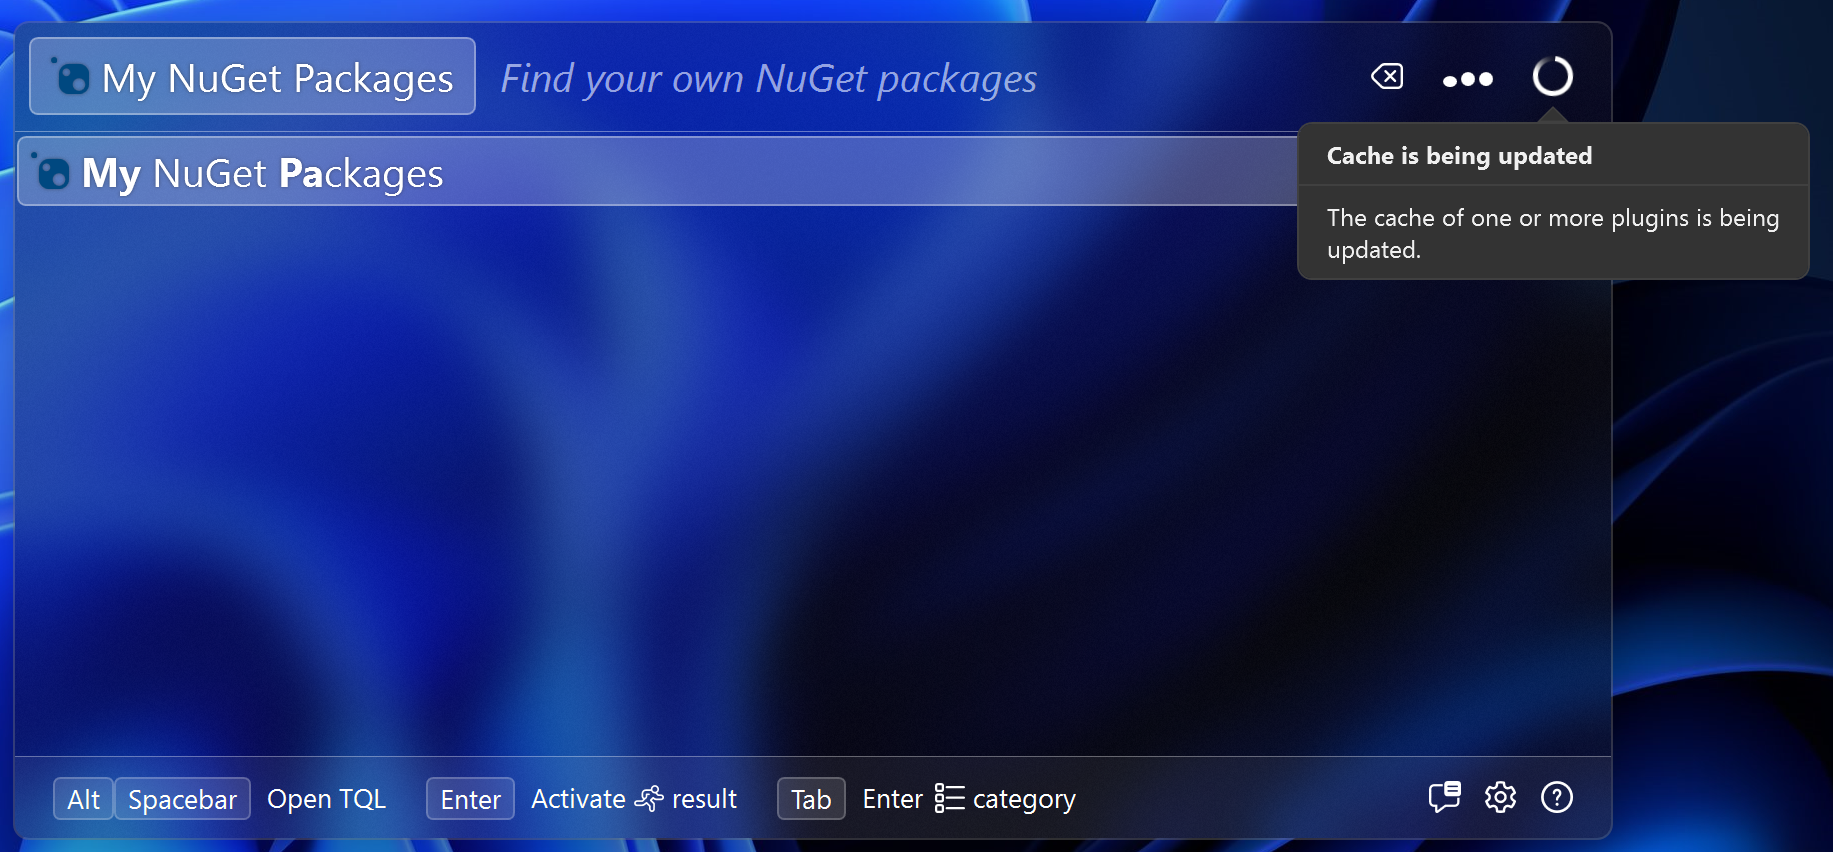 My NuGet Packages Find your own NuGet packages
My NuGet Packages
Cache is being updated
The cache of one or more plugins is being
updated.
Alt Spacebar Open TQL Enter Activate result Tab Enter category